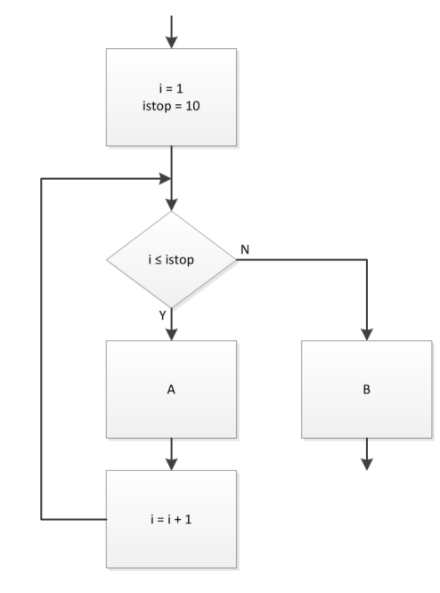 i = 1
istop = 10
i ≤ istop
N
Y
A
B
i = i + 1